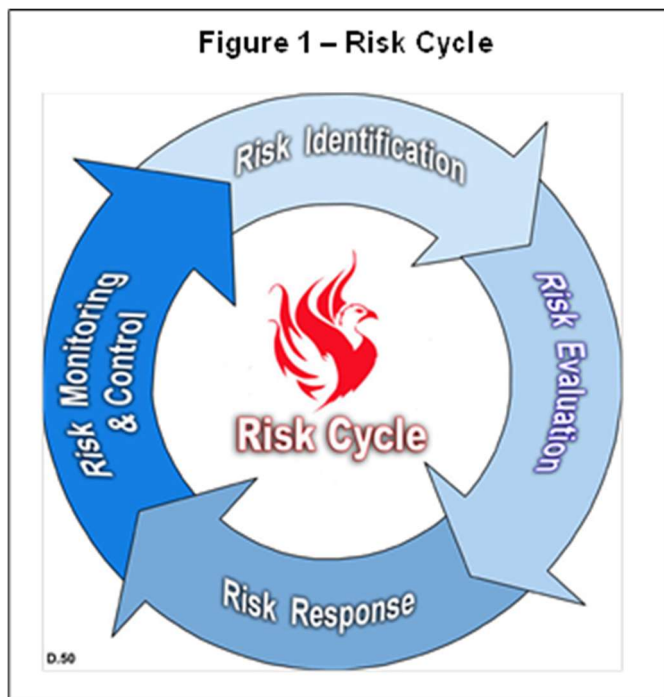 Figure 1 – Risk Cycle
Risk Identification
Risk Evaluation
Risk Response
Risk Monitoring
& Control
Risk Cycle
D.50